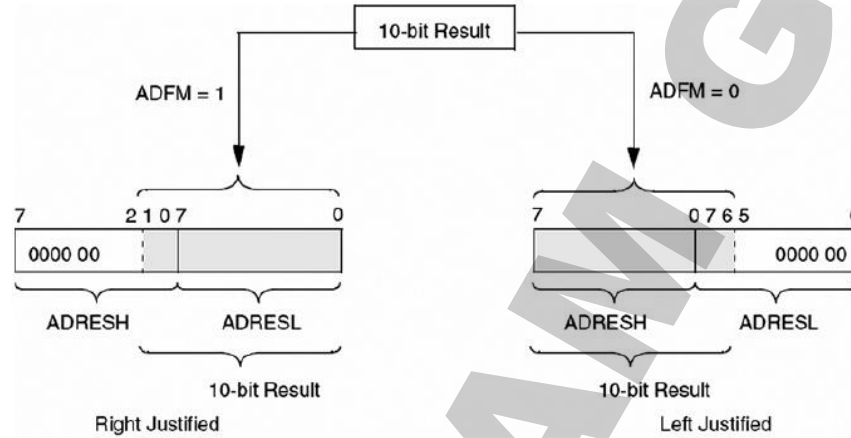 10-bit Result
ADFM = 1
ADFM = 0
7 2 1 0 7 0
7 0 7 6 5
0000 00
0000 00
ADRESH ADRESL
ADRESH ADRESL
10-bit Result
10-bit Result
Right Justified
Left Justified